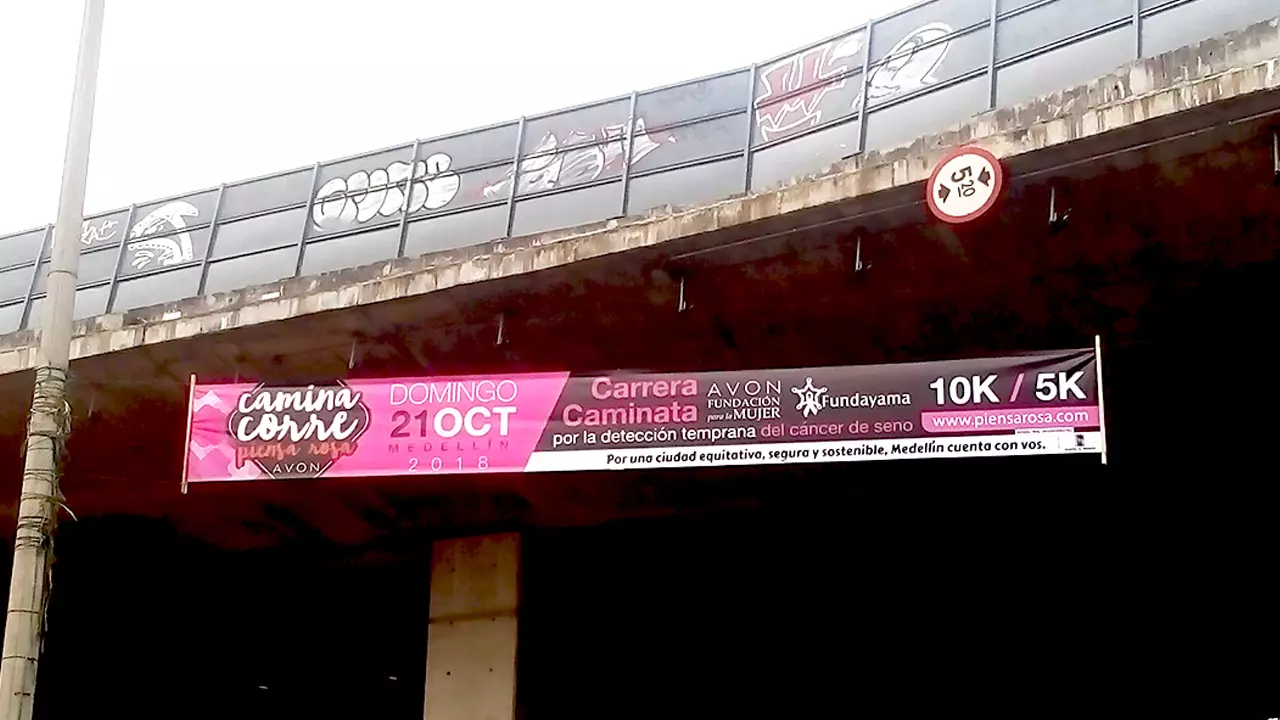 5.20
camina
corre
piensa rosa
AVON
DOMINGO
21 OCT
MEDELLÍN
2018
Carrera
Caminata
AVON
FUNDACIÓN
para la MUJER
Fundayama
por la detección temprana del cáncer de seno
10K / 5K
www.piensarosa.com
Por una ciudad equitativa, segura y sostenible, Medellín cuenta con vos.